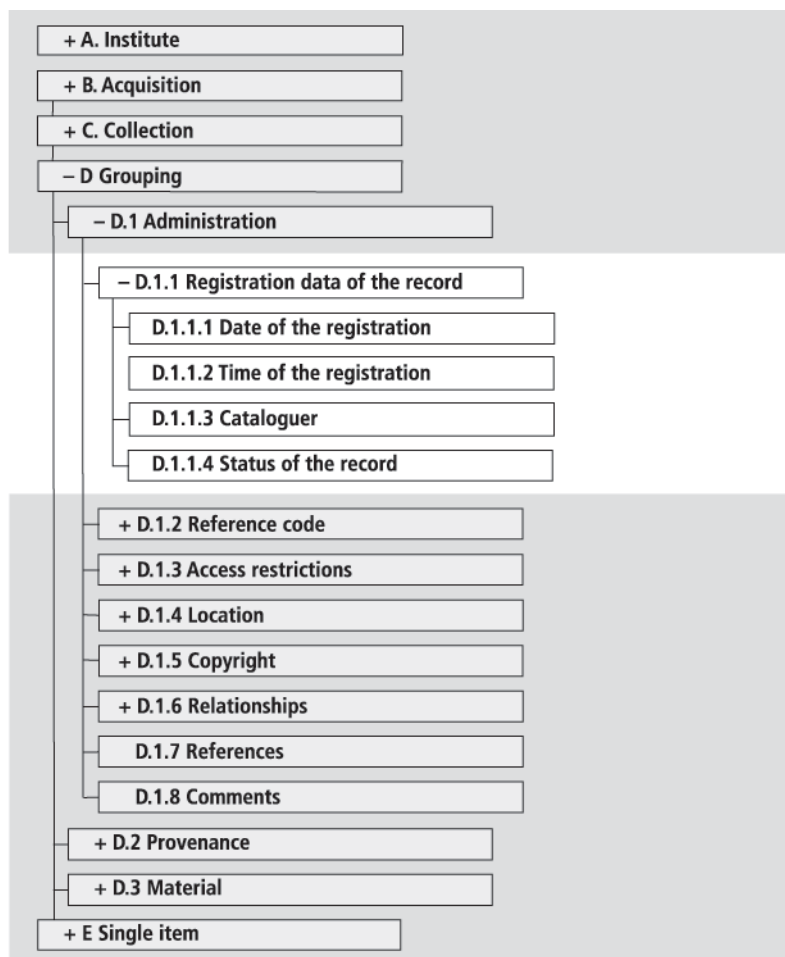 + A. Institute
+ B. Acquisition
+ C. Collection
– D Grouping
– D.1 Administration
– D.1.1 Registration data of the record
D.1.1.1 Date of the registration
D.1.1.2 Time of the registration
D.1.1.3 Cataloguer
D.1.1.4 Status of the record
+ D.1.2 Reference code
+ D.1.3 Access restrictions
+ D.1.4 Location
+ D.1.5 Copyright
+ D.1.6 Relationships
D.1.7 References
D.1.8 Comments
+ D.2 Provenance
+ D.3 Material
+ E Single item